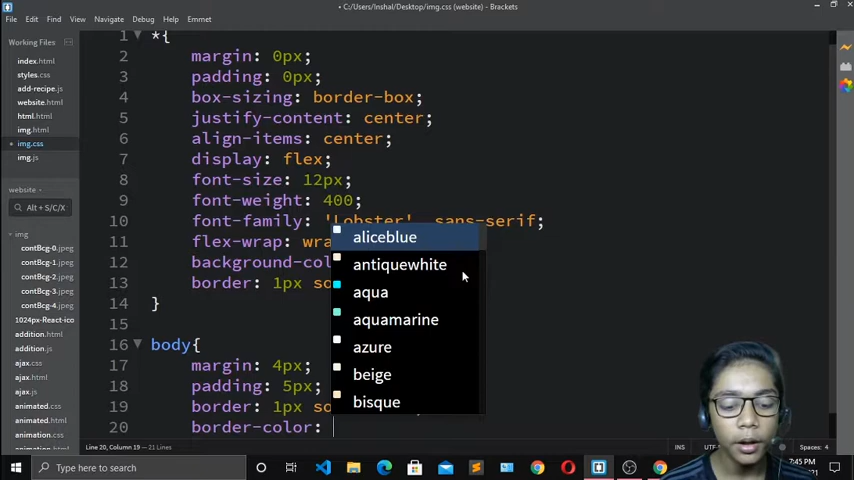 • C:/Users/Inshal/Desktop/img.css (website) - Brackets
File Edit Find View Navigate Debug Help Emmet
Working Files
index.html
styles.css
add-recipe.js
website.html
html.html
img.html
• img.css
img.js
website
Alt + S/C/X
img
contBcg-0.jpeg
contBcg-1.jpeg
contBcg-2.jpeg
contBcg-3.jpeg
contBcg-4.jpeg
1024px-React-ico
addition.html
addition.js
ajax.css
ajax.html
ajax.js
animated.css
animated.html
animation.css
1 *{
2 margin: 0px;
3 padding: 0px;
4 box-sizing: border-box;
5 justify-content: center;
6 align-items: center;
7 display: flex;
8 font-size: 12px;
9 font-weight: 400;
10 font-family: 'Lobster', sans-serif;
11 flex-wrap: wra
12 background-col
13 border: 1px so
14 }
15
16 body{
17 margin: 4px;
18 padding: 5px;
19 border: 1px so
20 border-color:
aliceblue
antiquewhite
aqua
aquamarine
azure
beige
bisque
Line 20, Column 19 — 21 Lines
INS UTF- Spaces: 4
Type here to search
7:45 PM